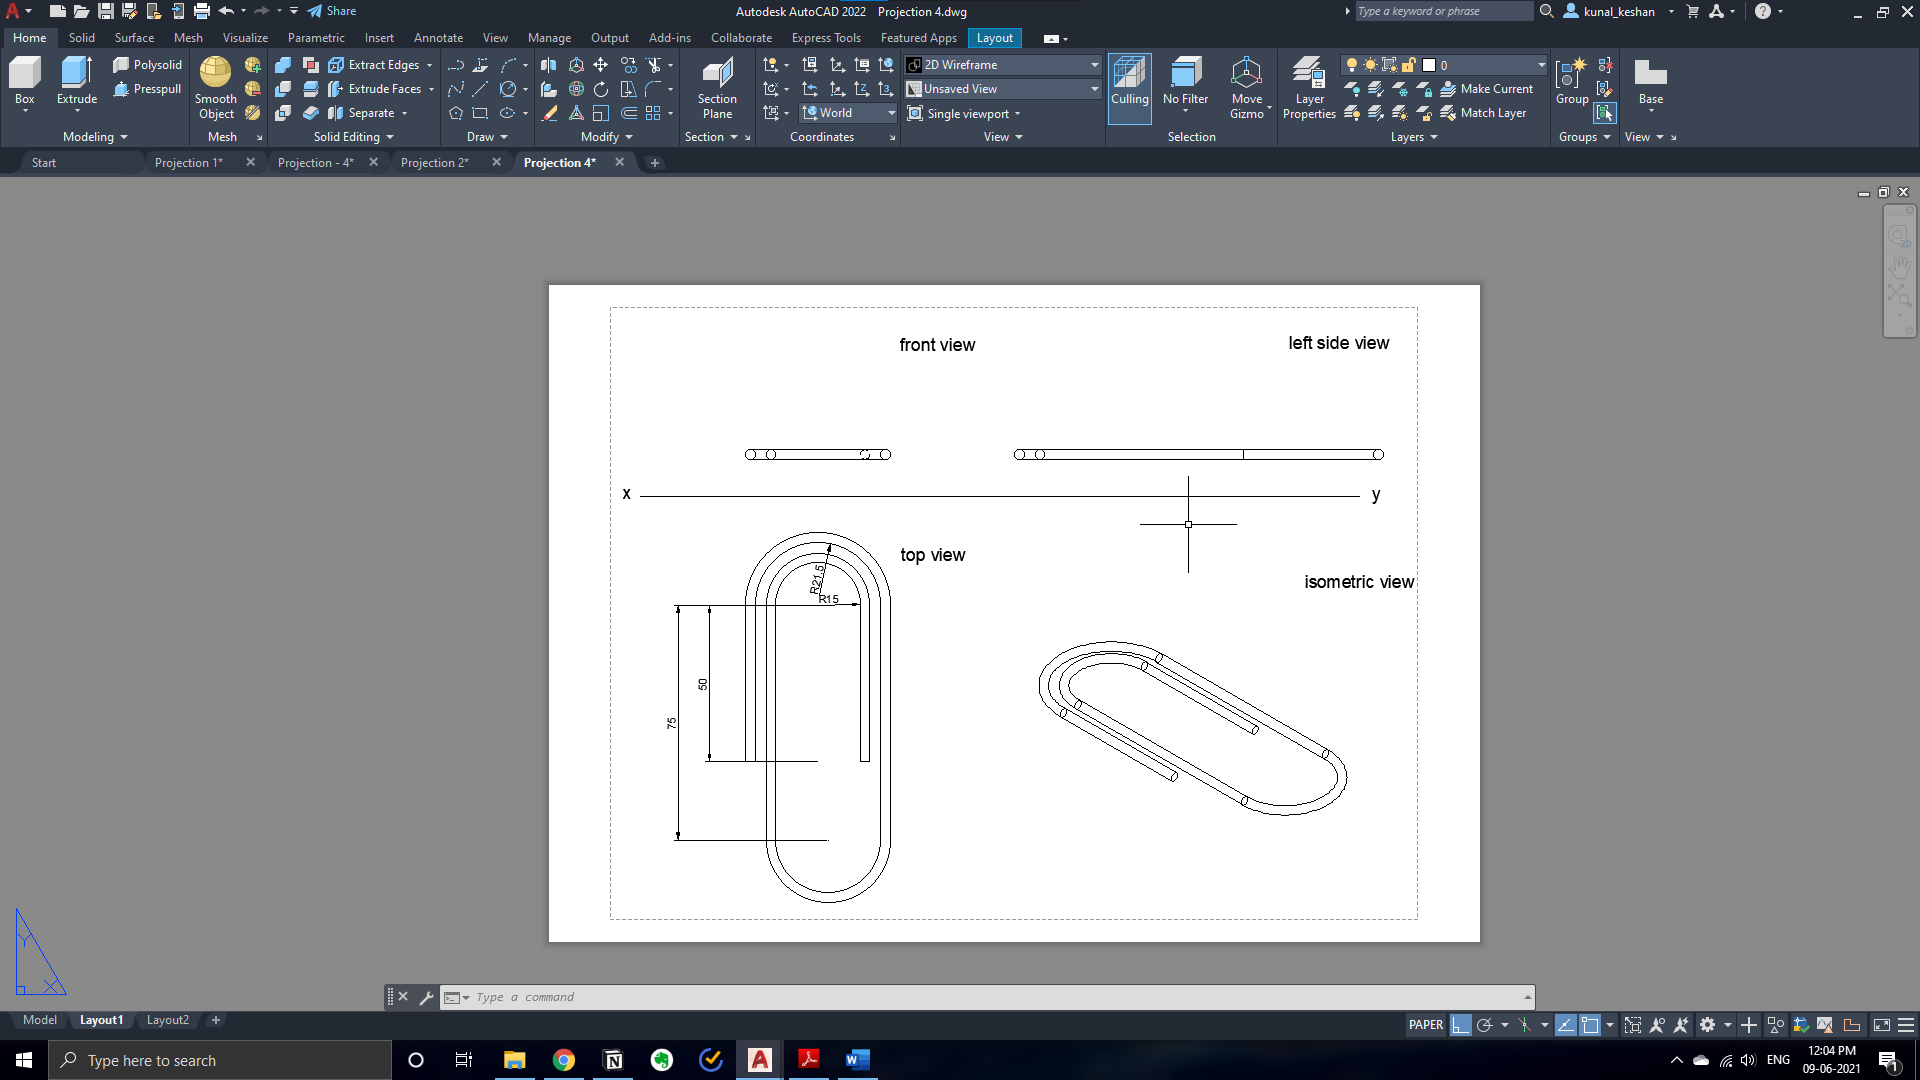 Share
Autodesk AutoCAD 2022 Projection 4.dwg
Type a keyword or phrase
kunal_keshan
Home Solid Surface Mesh Visualize Parametric Insert Annotate View Manage Output Add-ins Collaborate Express Tools Featured Apps Layout
Box
Extrude
Polysolid
Presspull
Modeling
Smooth Object
Mesh
Extract Edges
Extrude Faces
Separate
Solid Editing
Draw
Modify
Section Plane
Section
World
Coordinates
2D Wireframe
Unsaved View
Single viewport
View
Culling
No Filter
Move Gizmo
Selection
Layer Properties
0
Make Current
Match Layer
Layers
Group
Groups
Base
View
Start Projection 1* Projection - 4* Projection 2* Projection 4*
2D
front view
left side view
x
y
top view
isometric view
R21,5
R15
50
75
Y
X
Type a command
Model Layout1 Layout2
PAPER
Type here to search
ENG
12:04 PM
09-06-2021
1